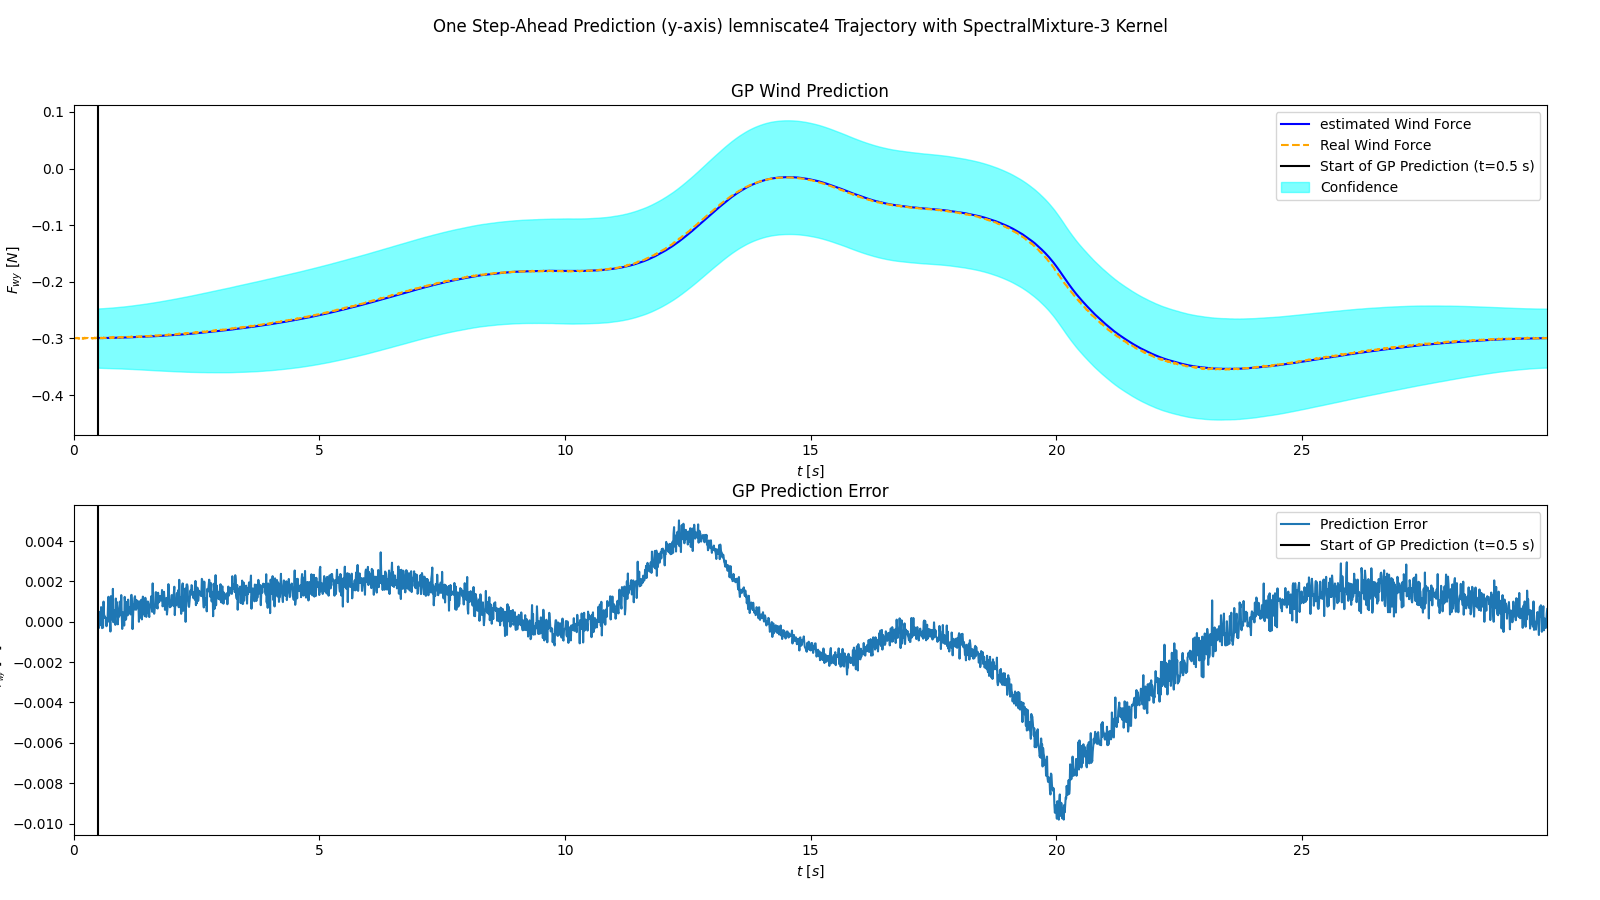 One Step-Ahead Prediction (y-axis) lemniscate4 Trajectory with SpectralMixture-3 Kernel
GP Wind Prediction
0.1
0.0
−0.1
−0.2
−0.3
−0.4
F_wy [N]
estimated Wind Force
Real Wind Force
Start of GP Prediction (t=0.5 s)
Confidence
0 5 10 15 20 25
t [s]
GP Prediction Error
0.004
0.002
0.000
−0.002
−0.004
−0.006
−0.008
−0.010
Prediction Error
Start of GP Prediction (t=0.5 s)
0 5 10 15 20 25
t [s]